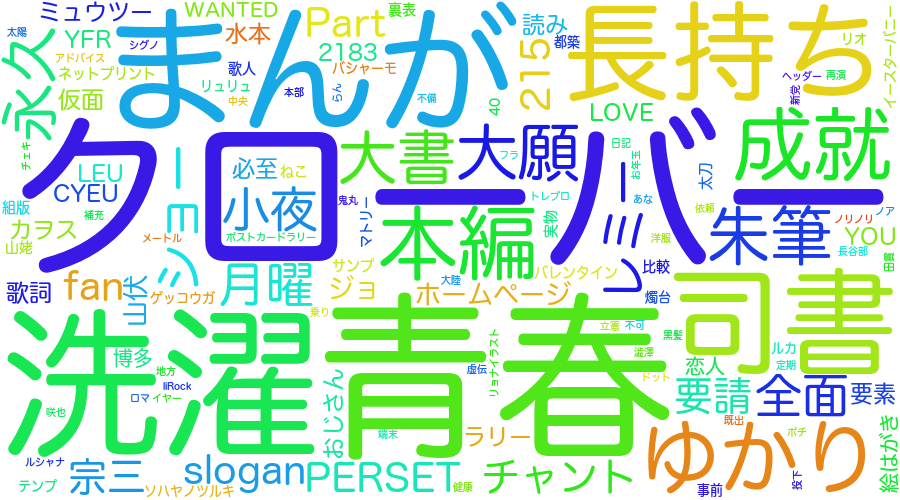 ミュウツー
WANTED
裏表
太陽
シグノ
YFR
まんが
Part
読み
長持ち
リオ
イースターバニー
アドバイス
ネットプリント
水本
歌人
2183
バシャーモ
都築
215
ヘッダー
再演
永久
仮面
リュリュ
中央
本部
らん
不備
40
LOVE
新党
チェキ
クローバー
LEU
CYEU
必至
ねこ
大書
大願
フラ
日記
お年玉
成就
組版
補充
ショー
小夜
鬼丸
トレプロ
あな
太刀
依頼
カヲス
山姥
メートル
ポストカードラリー
マトリー
本編
実物
ミミ
洋服
朱筆
ノリノリ
ノア
YOU
長谷部
田舎
歌詞
fan
山伏
ゲッコウガ
月曜
サンプ
ジョ
大陸
バレンタイン
ホームページ
比較
燭台
司書
洗濯
乗り
青春
立憲
不可
黒髪
博多
地方
liRock
ロマ
イヤー
おじさん
虚伝
リョナイラスト
澁澤
ドット
恋人
ルカ
定期
要請
全面
要素
咲也
端末
ラリー
既出
ポチ
ルシャナ
テンプ
宗三
slogan
ソハヤノツルキ
PERSET
健康
チャント
ゆかり
事前
投下
絵はがき